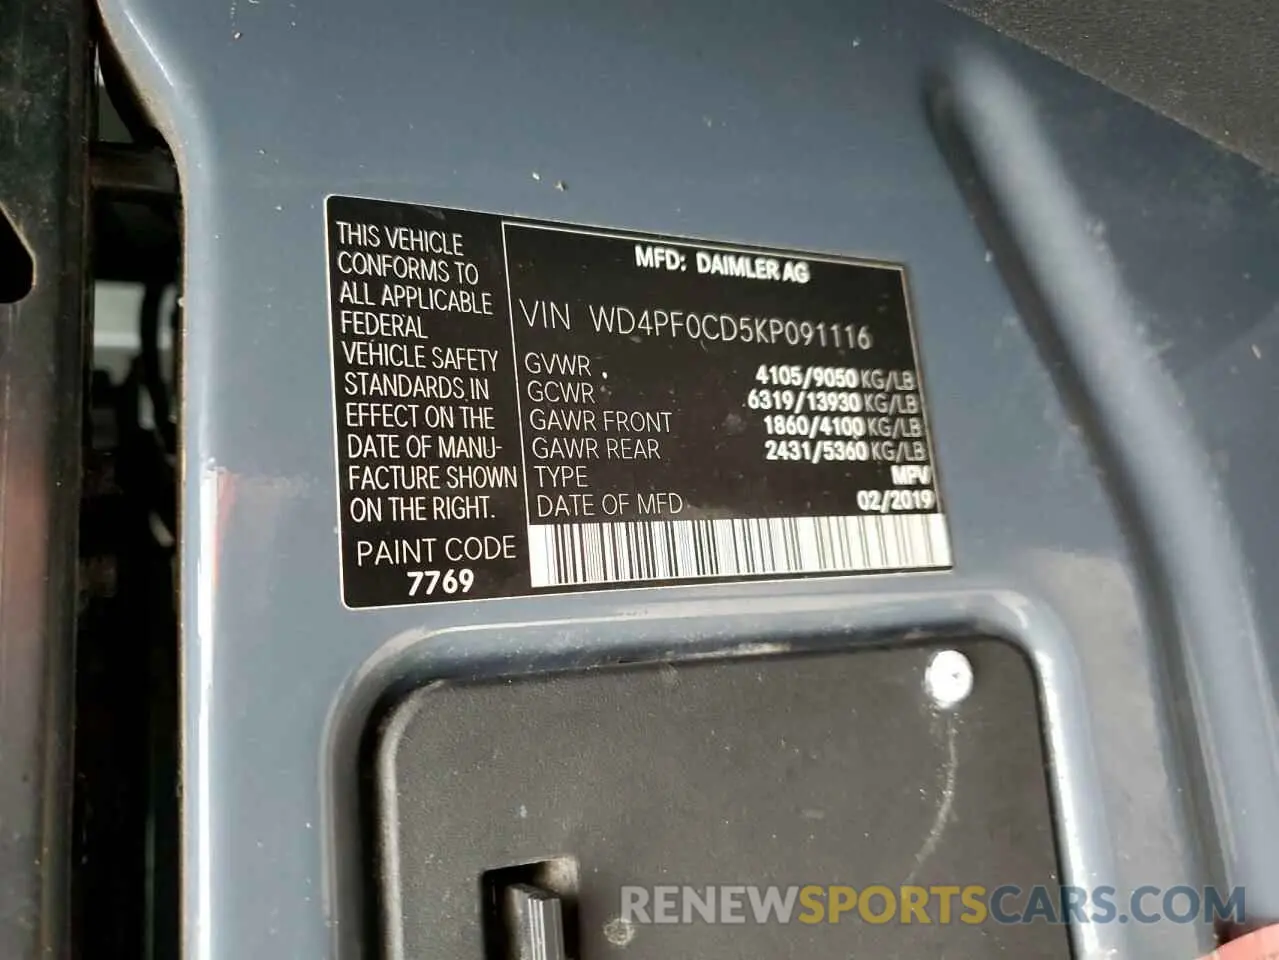 THIS VEHICLE
CONFORMS TO
ALL APPLICABLE
FEDERAL
VEHICLE SAFETY
STANDARDS IN
EFFECT ON THE
DATE OF MANU-
FACTURE SHOWN
ON THE RIGHT.
PAINT CODE
7769
MFD: DAIMLER AG
VIN WD4PF0CD5KP091116
GVWR 4105/9050 KG/LB
GCWR 6319/13930 KG/LB
GAWR FRONT 1860/4100 KG/LB
GAWR REAR 2431/5360 KG/LB
TYPE MPV
DATE OF MFD 02/2019
RENEWSPORTSCARS.COM